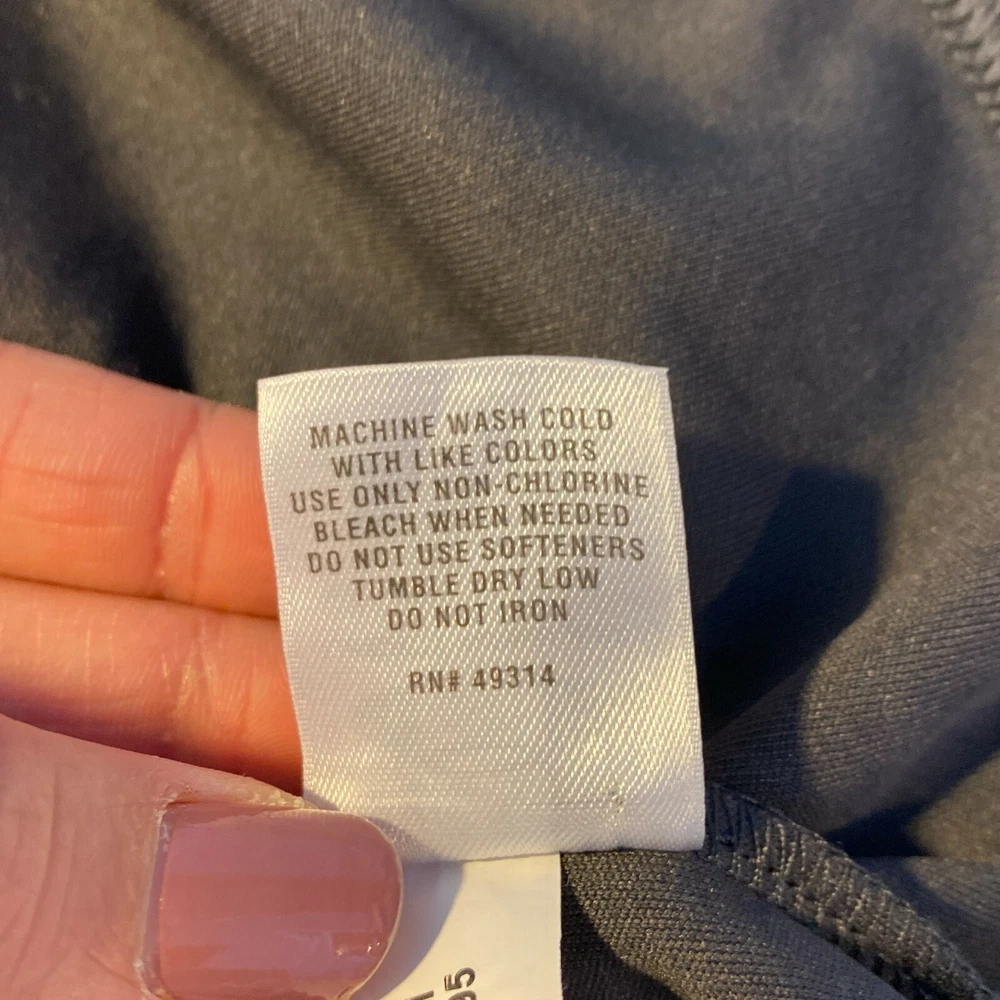 MACHINE WASH COLD
WITH LIKE COLORS
USE ONLY NON-CHLORINE
BLEACH WHEN NEEDED
DO NOT USE SOFTENERS
TUMBLE DRY LOW
DO NOT IRON
RN# 49314